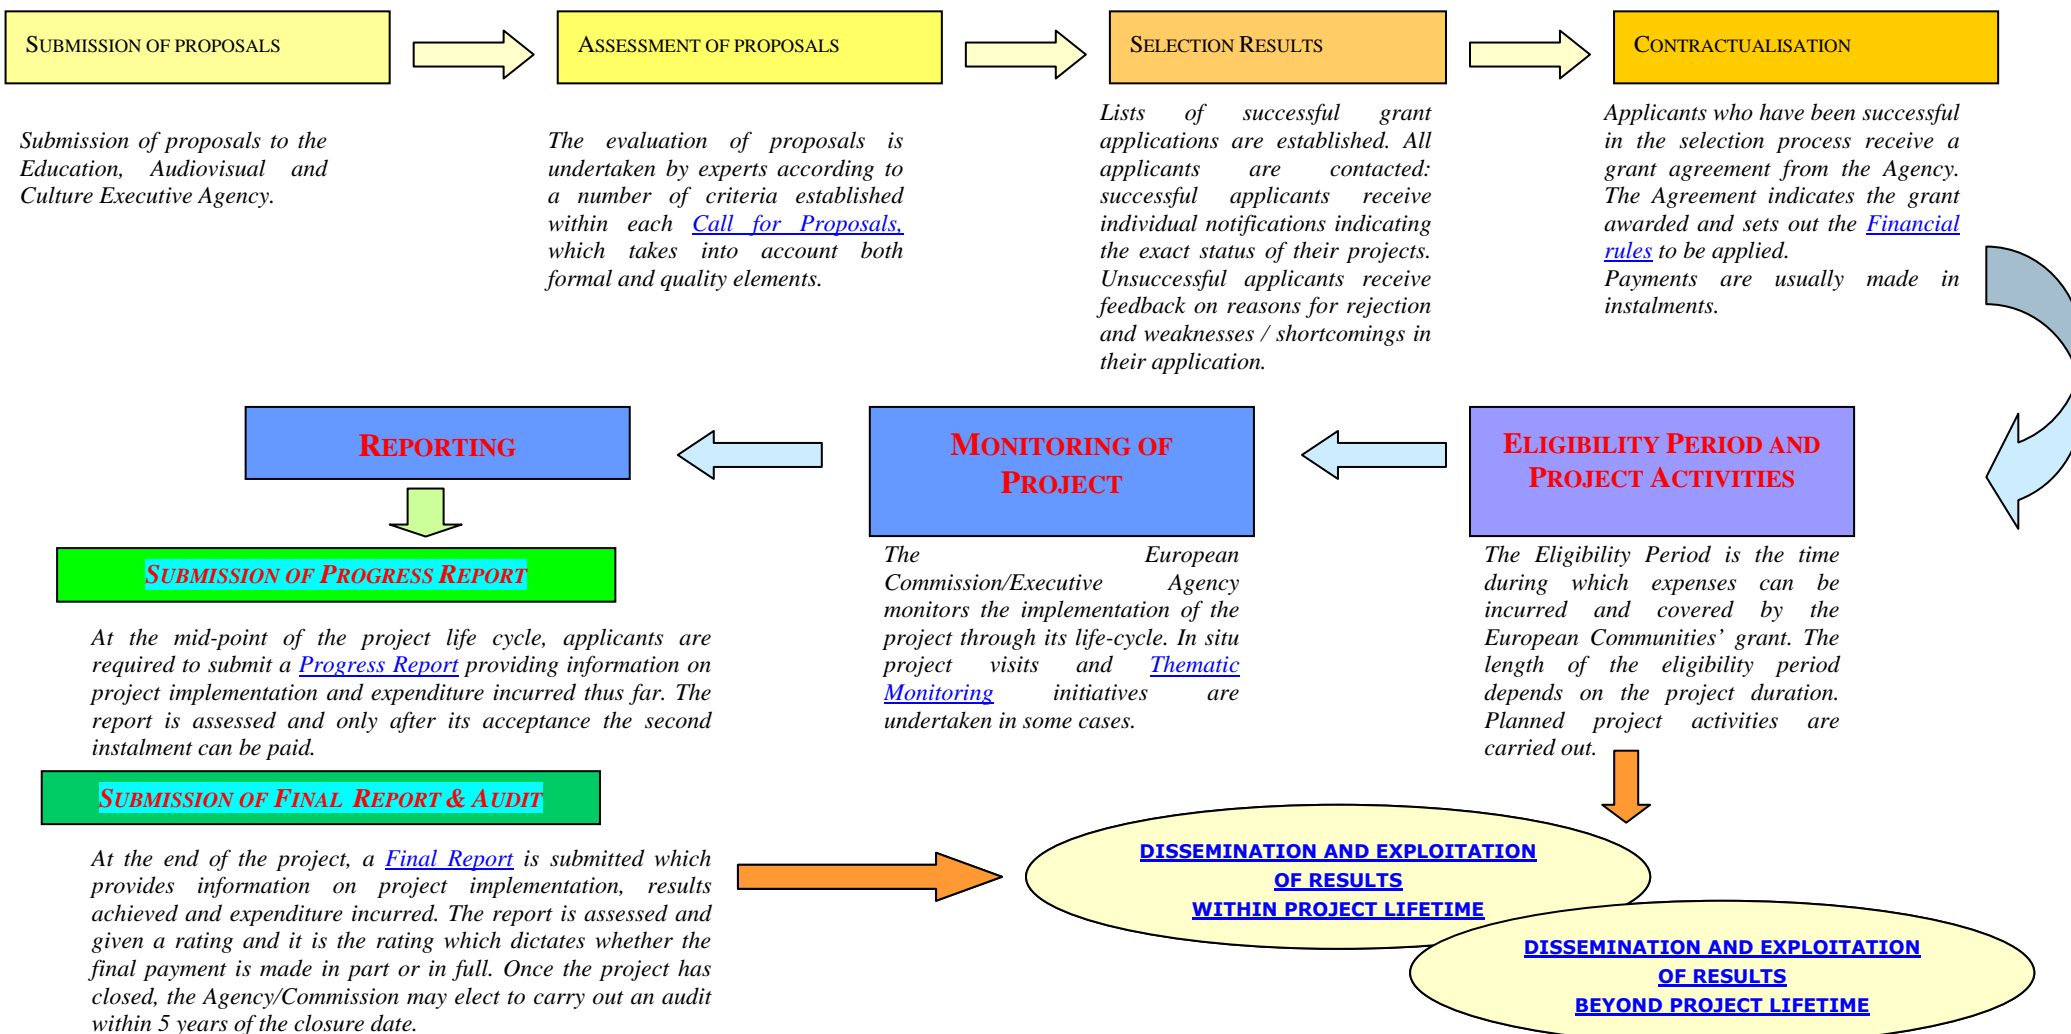 SUBMISSION OF PROPOSALS
ASSESSMENT OF PROPOSALS
SELECTION RESULTS
CONTRACTUALISATION
Submission of proposals to the
Education, Audiovisual and
Culture Executive Agency.
The evaluation of proposals is
undertaken by experts according to
a number of criteria established
within each Call for Proposals,
which takes into account both
formal and quality elements.
Lists of successful grant
applications are established. All
applicants are contacted:
successful applicants receive
individual notifications indicating
the exact status of their projects.
Unsuccessful applicants receive
feedback on reasons for rejection
and weaknesses / shortcomings in
their application.
Applicants who have been successful
in the selection process receive a
grant agreement from the Agency.
The Agreement indicates the grant
awarded and sets out the Financial
rules to be applied.
Payments are usually made in
instalments.
REPORTING
MONITORING OF
PROJECT
ELIGIBILITY PERIOD AND
PROJECT ACTIVITIES
SUBMISSION OF PROGRESS REPORT
At the mid-point of the project life cycle, applicants are
required to submit a Progress Report providing information on
project implementation and expenditure incurred thus far. The
report is assessed and only after its acceptance the second
instalment can be paid.
The European
Commission/Executive Agency
monitors the implementation of the
project through its life-cycle. In situ
project visits and Thematic
Monitoring initiatives are
undertaken in some cases.
The Eligibility Period is the time
during which expenses can be
incurred and covered by the
European Communities’ grant. The
length of the eligibility period
depends on the project duration.
Planned project activities are
carried out.
SUBMISSION OF FINAL REPORT & AUDIT
At the end of the project, a Final Report is submitted which
provides information on project implementation, results
achieved and expenditure incurred. The report is assessed and
given a rating and it is the rating which dictates whether the
final payment is made in part or in full. Once the project has
closed, the Agency/Commission may elect to carry out an audit
within 5 years of the closure date.
DISSEMINATION AND EXPLOITATION
OF RESULTS
WITHIN PROJECT LIFETIME
DISSEMINATION AND EXPLOITATION
OF RESULTS
BEYOND PROJECT LIFETIME